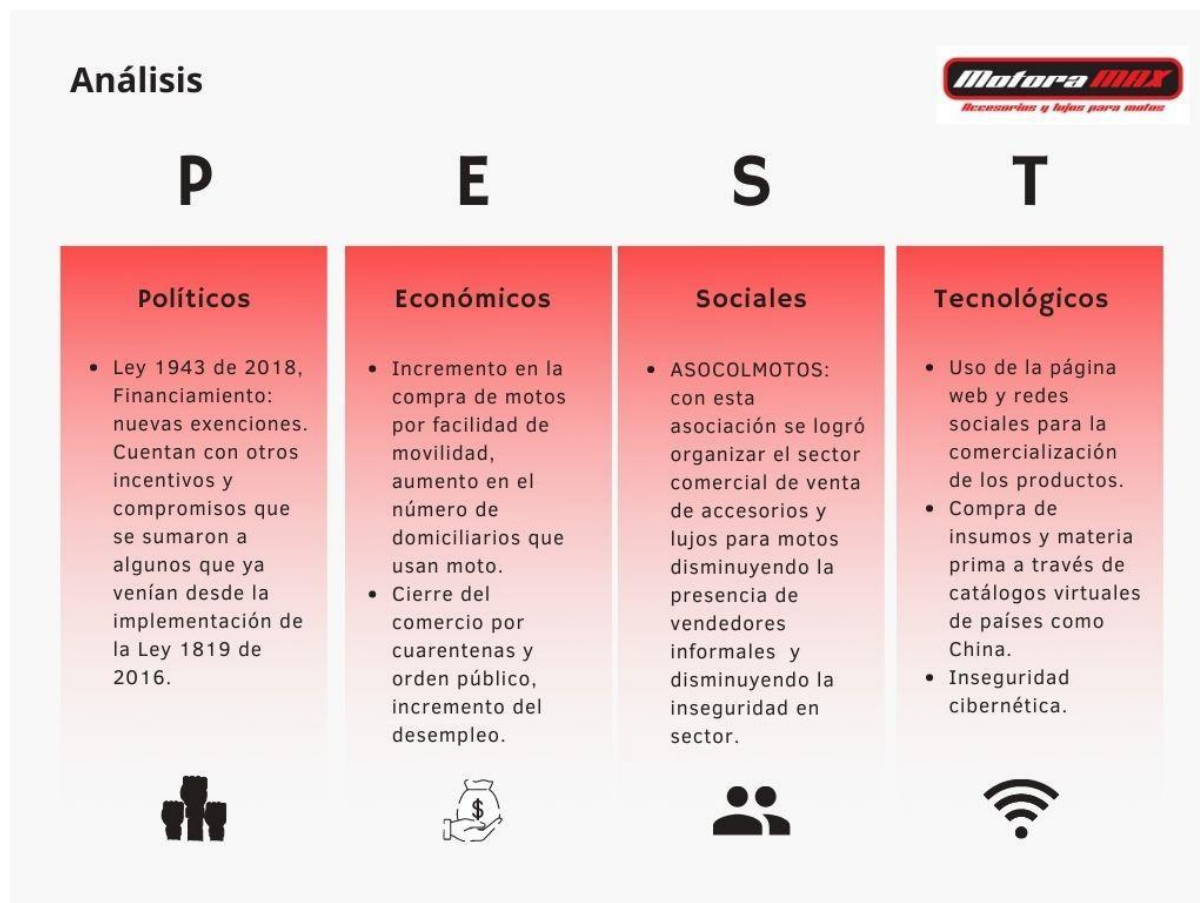 Análisis
Motora MAX
Accesorios y lujos para motos
P
E
S
T
Políticos
• Ley 1943 de 2018,
Financiamiento:
nuevas exenciones.
Cuentan con otros
incentivos y
compromisos que
se sumaron a
algunos que ya
venían desde la
implementación de
la Ley 1819 de
2016.
Económicos
• Incremento en la
compra de motos
por facilidad de
movilidad,
aumento en el
número de
domiciliarios que
usan moto.
• Cierre del
comercio por
cuarentenas y
orden público,
incremento del
desempleo.
$
Sociales
• ASOCOLMOTOS:
con esta
asociación se logró
organizar el sector
comercial de venta
de accesorios y
lujos para motos
disminuyendo la
presencia de
vendedores
informales y
disminuyendo la
inseguridad en
sector.
Tecnológicos
• Uso de la página
web y redes
sociales para la
comercialización
de los productos.
• Compra de
insumos y materia
prima a través de
catálogos virtuales
de países como
China.
• Inseguridad
cibernética.